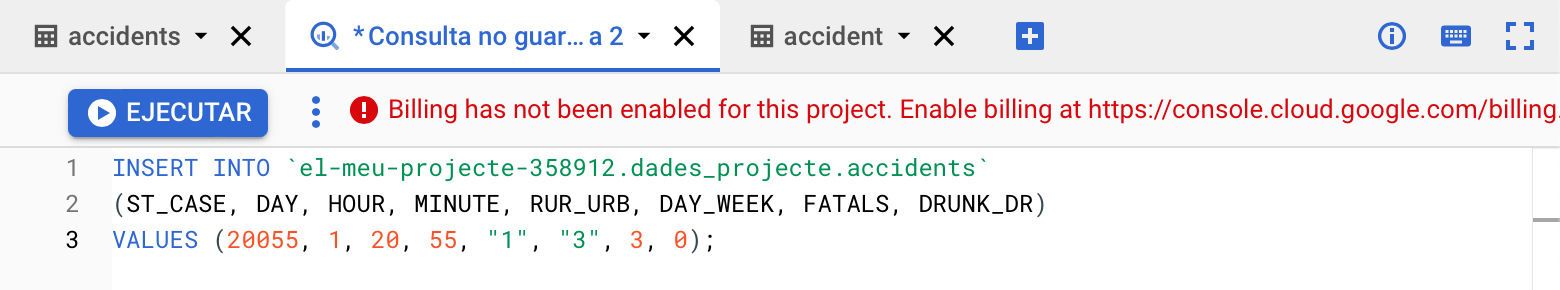 accidents
*Consulta no guar... a 2
accident
EJECUTAR
Billing has not been enabled for this project. Enable billing at https://console.cloud.google.com/billing.
1 INSERT INTO `el-meu-projecte-358912.dades_projecte.accidents`
2 (ST_CASE, DAY, HOUR, MINUTE, RUR_URB, DAY_WEEK, FATALS, DRUNK_DR)
3 VALUES (20055, 1, 20, 55, "1", "3", 3, 0);